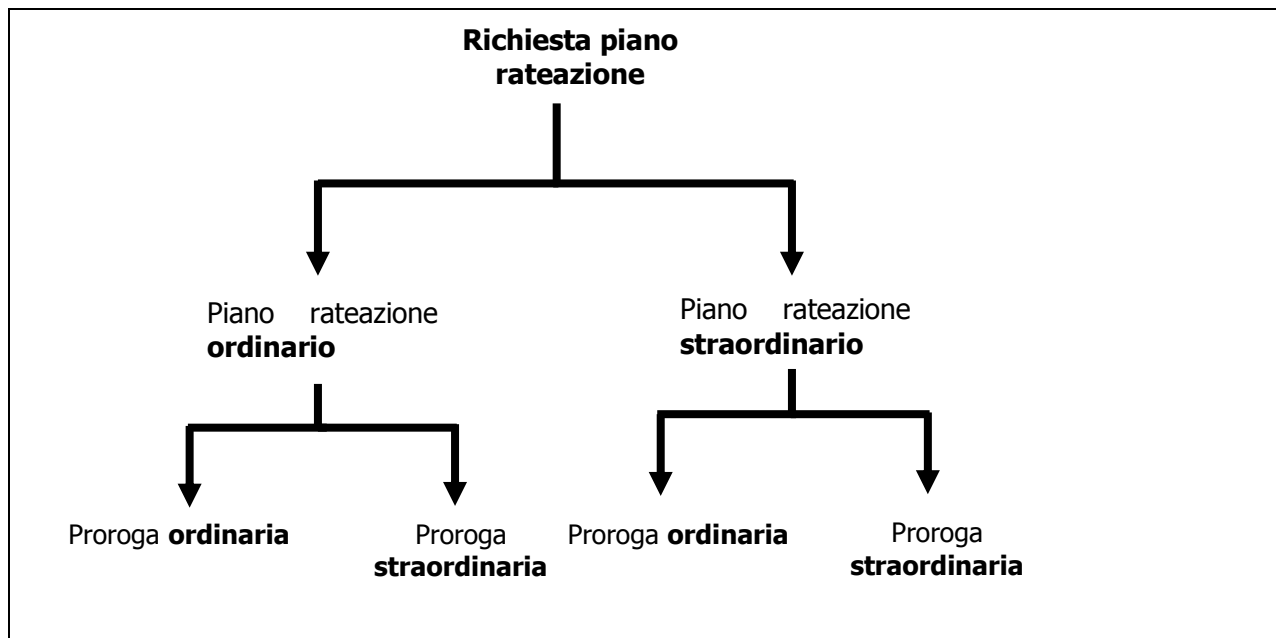 Richiesta piano
rateazione
Piano rateazione
ordinario
Piano rateazione
straordinario
Proroga ordinaria
Proroga
straordinaria
Proroga ordinaria
Proroga
straordinaria